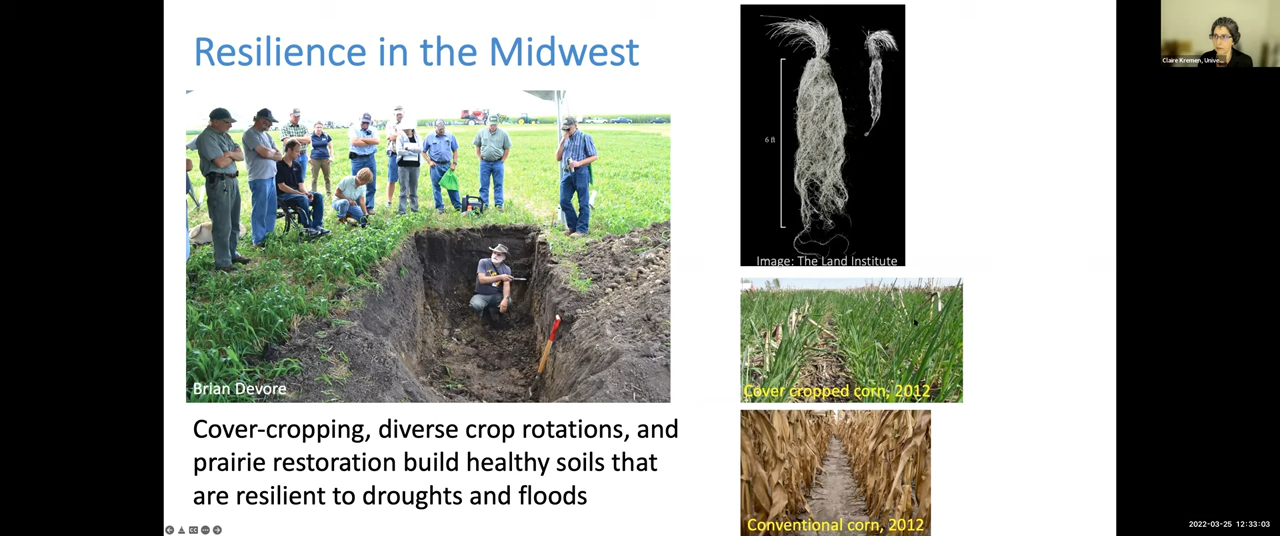 Resilience in the Midwest
Brian Devore
Cover-cropping, diverse crop rotations, and
prairie restoration build healthy soils that
are resilient to droughts and floods
6 ft
Image: The Land Institute
Cover cropped corn, 2012
Conventional corn, 2012
Claire Kremen, Unive...
2022-03-25 12:33:03